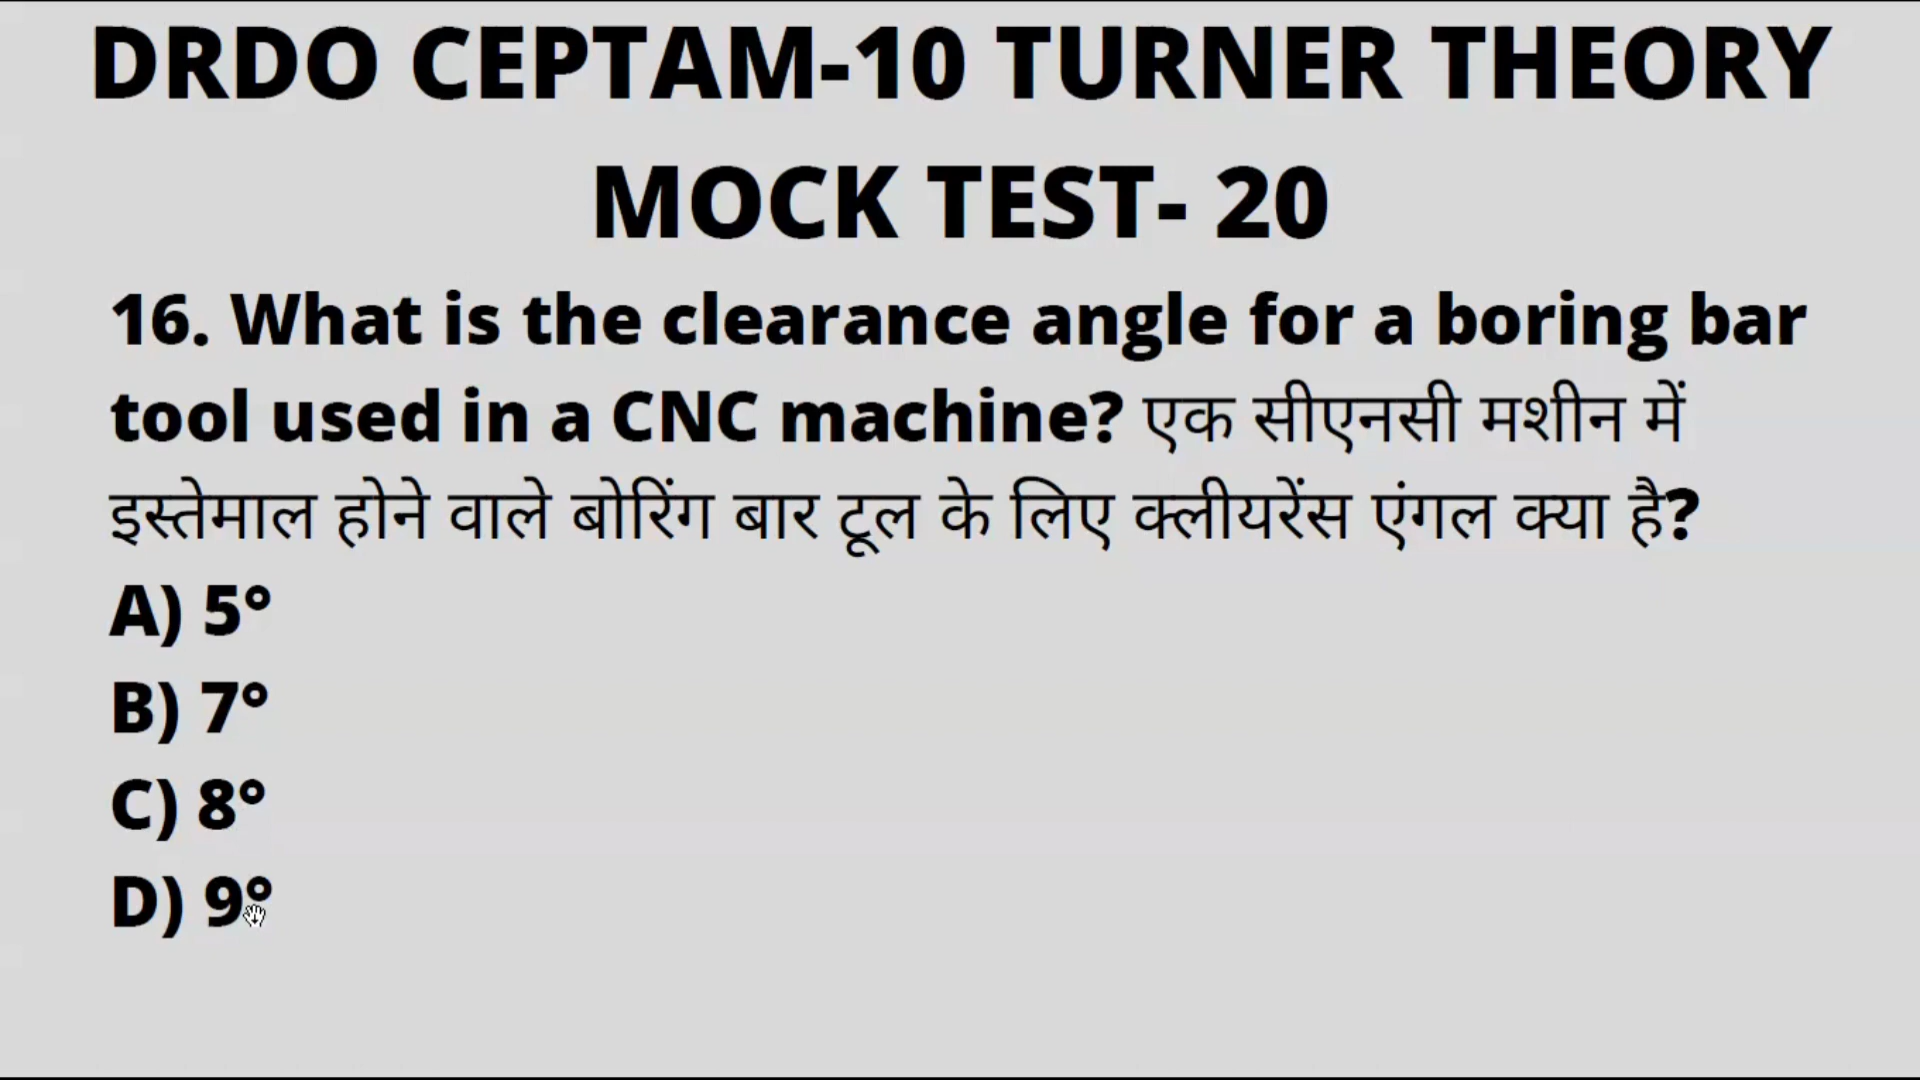 DRDO CEPTAM-10 TURNER THEORY
MOCK TEST- 20
16. What is the clearance angle for a boring bar
tool used in a CNC machine? एक सीएनसी मशीन में
इस्तेमाल होने वाले बोरिंग बार टूल के लिए क्लीयरेंस एंगल क्या है?
A) 5°
B) 7°
C) 8°
D) 9°